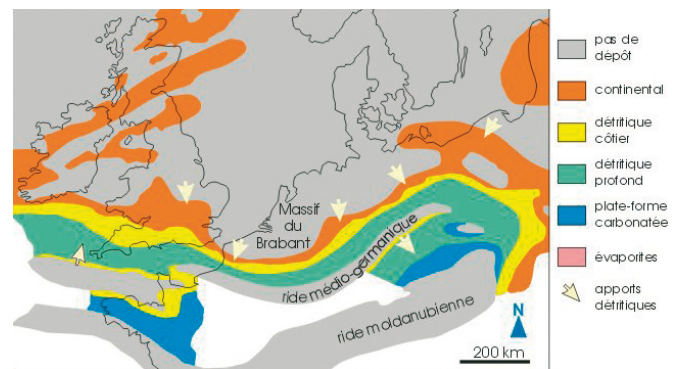 Massif
du
Brabant
ride médio-germanique
ride moldanubienne
N
200 km
pas de
dépôt
continental
détritique
côtier
détritique
profond
plate-forme
carbonatée
évaporites
apports
détritiques